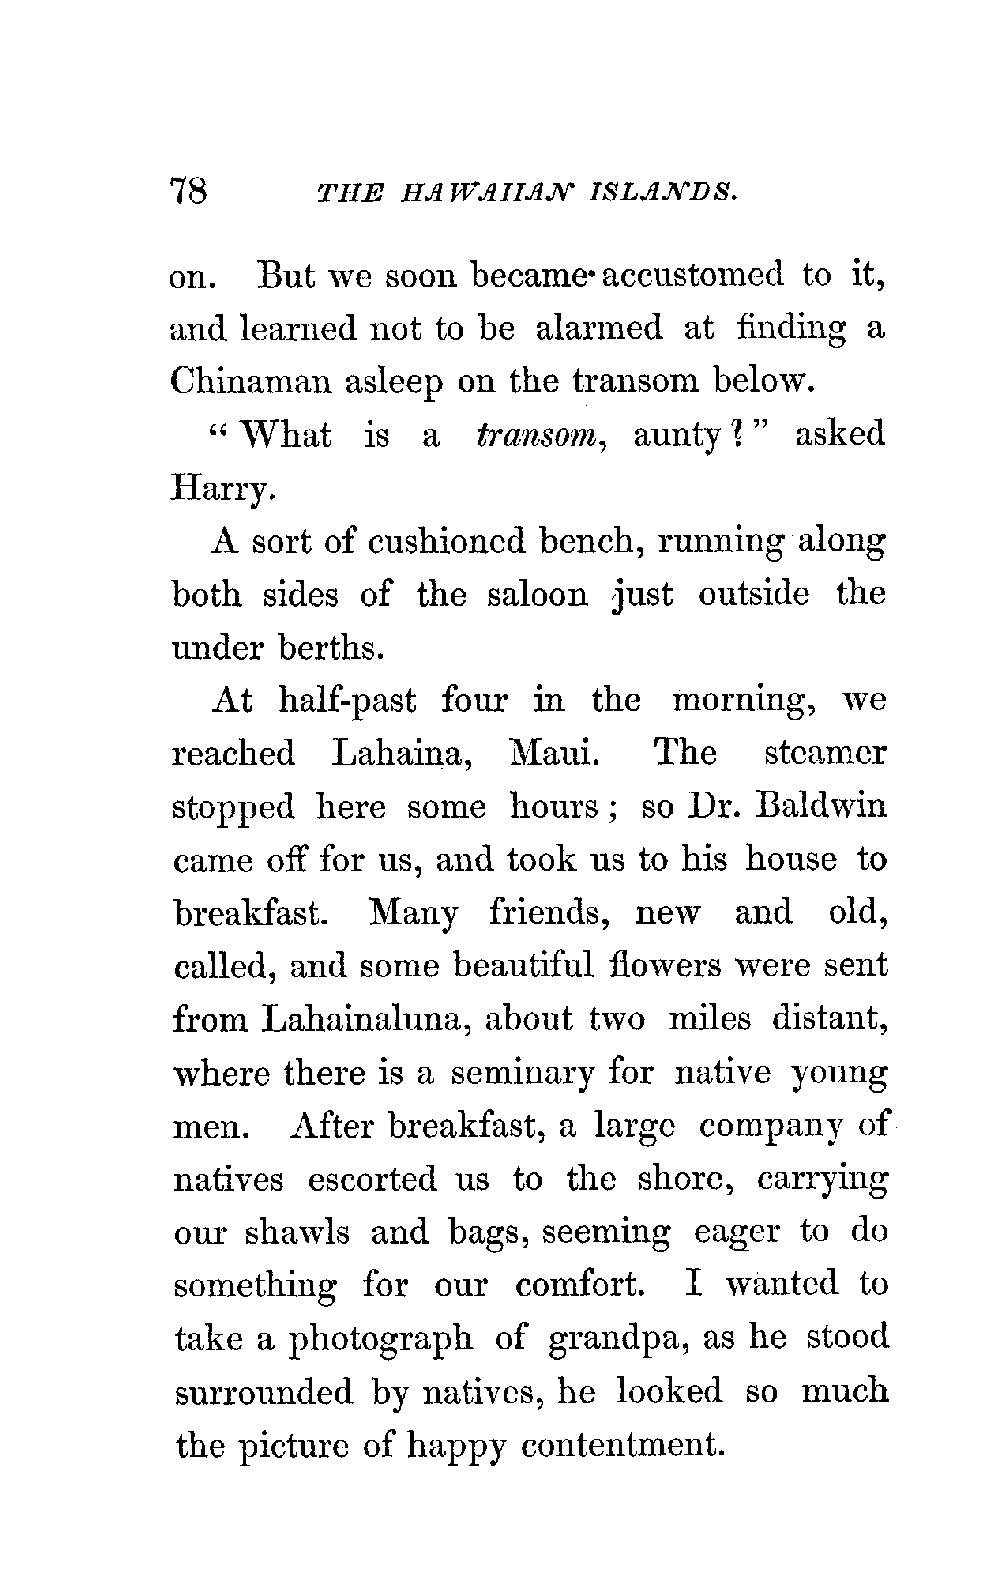 78 THE HAWAIIAN ISLANDS.
on. But we soon became accustomed to it,
and learned not to be alarmed at finding a
Chinaman asleep on the transom below.
“ What is a transom, aunty ? ” asked
Harry.
A sort of cushioned bench, running along
both sides of the saloon just outside the
under berths.
At half-past four in the morning, we
reached Lahaina, Maui. The steamer
stopped here some hours ; so Dr. Baldwin
came off for us, and took us to his house to
breakfast. Many friends, new and old,
called, and some beautiful flowers were sent
from Lahainaluna, about two miles distant,
where there is a seminary for native young
men. After breakfast, a large company of
natives escorted us to the shore, carrying
our shawls and bags, seeming eager to do
something for our comfort. I wanted to
take a photograph of grandpa, as he stood
surrounded by natives, he looked so much
the picture of happy contentment.